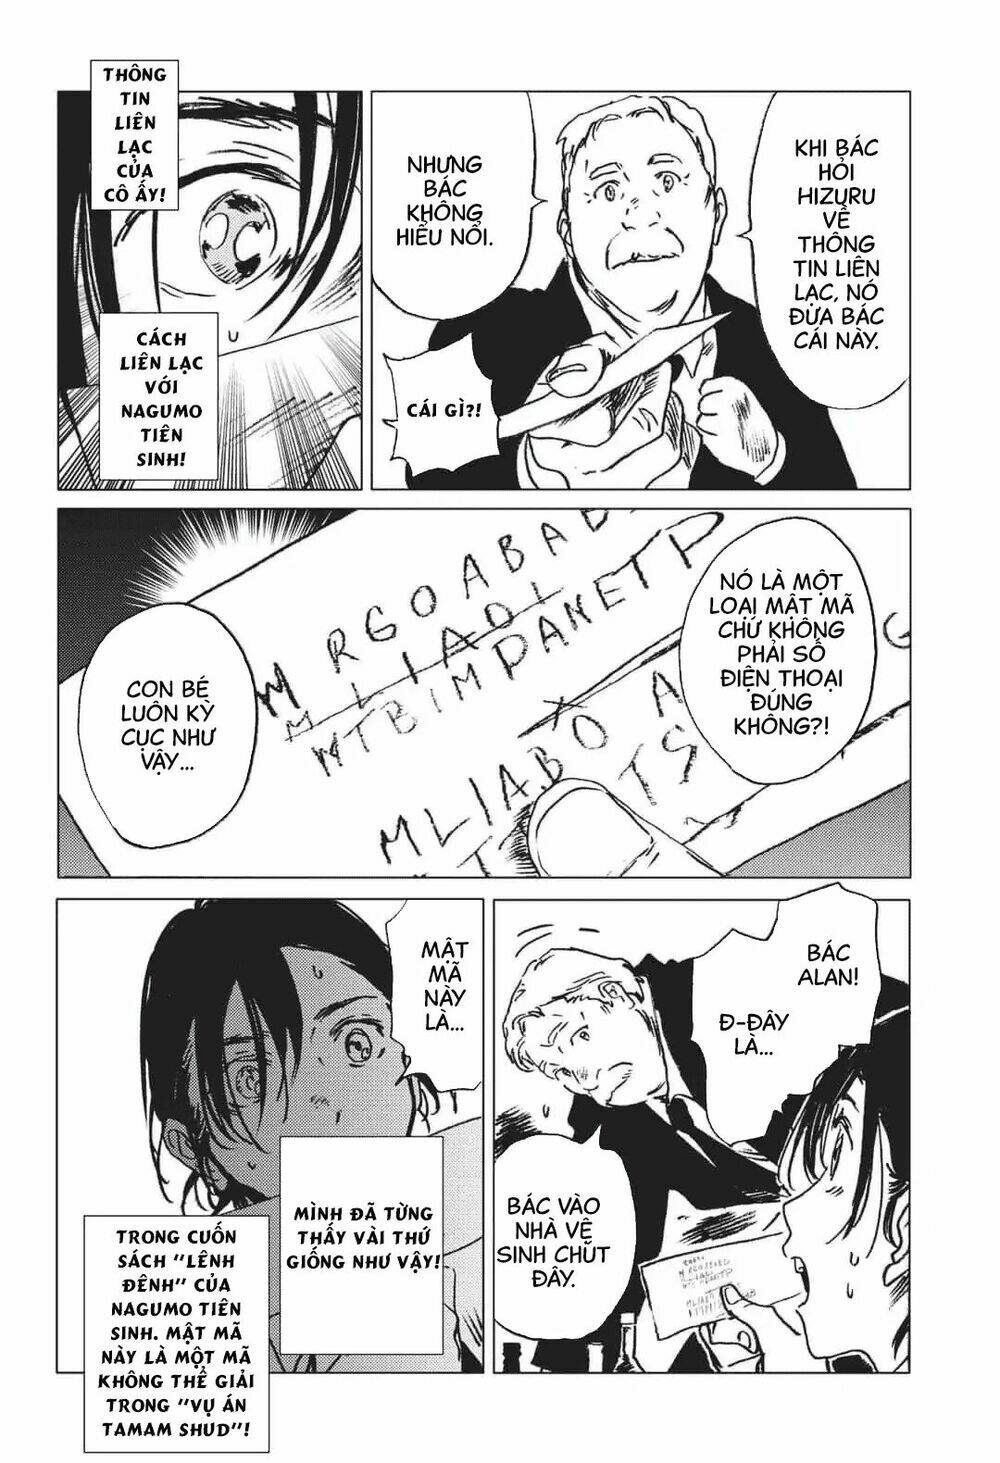 KHI BÁC
HỎI
HIZURU
VỀ
THÔNG
TIN LIÊN
LẠC, NÓ
ĐỪA BÁC
CÁI NÀY.
NHƯNG
BÁC
KHÔNG
HIỂU NỔI.
CÁI GÌ?!
THÔNG
TIN
LIÊN
LẠC
CỦA
CÔ ẤY!
CÁCH
LIÊN LẠC
VỚI
NAGUMO
TIÊN
SINH!
NÓ LÀ MỘT
LOẠI MẬT MÃ
CHỨ KHÔNG
PHẢI SỐ
ĐIỆN THOẠI
ĐÚNG
KHÔNG?!
M RGOABABD
M LIAOI
WTBIMPANETP
X
MLIABO A
TS
G
CON BÉ
LUÔN KỲ
CỤC NHƯ
VẬY...
BÁC
ALAN!
Đ-ĐÂY
LÀ...
BÁC VÀO
NHÀ VỆ
SINH CHÚT
ĐÂY.
MẬT
MÃ
NÀY
LÀ...
MÌNH ĐÃ TỪNG
THẤY VÀI THỨ
GIỐNG NHƯ VẬY!
TRONG CUỐN
SÁCH "LÊNH
ĐÊNH" CỦA
NAGUMO TIÊN
SINH. MẬT MÃ
NÀY LÀ MỘT MÃ
KHÔNG THỂ GIẢI
TRONG "VỤ ÁN
TAMAM SHUD"!